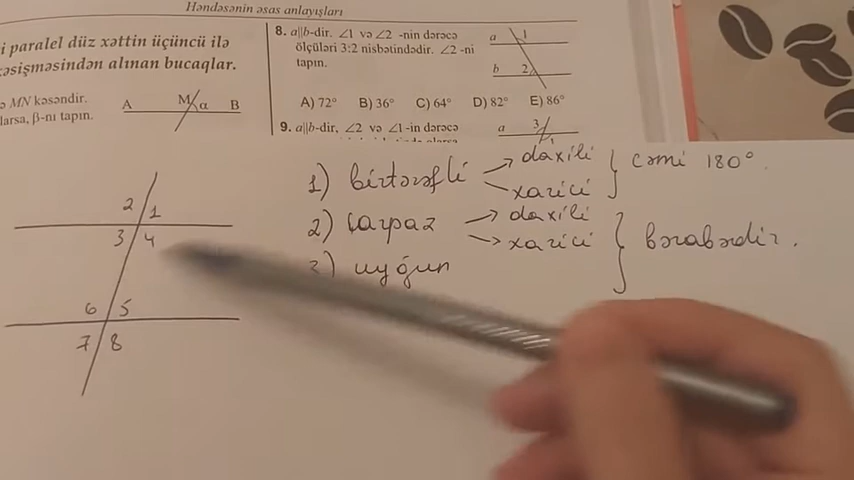 Həndəsənin əsas anlayışları
i paralel düz xəttin üçüncü ilə
kəsişməsindən alınan bucaqlar.
ə MN kəsəndir.
larsa, β-nı tapın.
A M α B
8. a||b-dir. ∠1 və ∠2 -nin dərəcə
ölçüləri 3:2 nisbətindədir. ∠2 -ni
tapın.
a 1
b 2
A) 72° B) 36° C) 64° D) 82° E) 86°
9. a||b-dir, ∠2 və ∠1-in dərəcə
a 3
1
2 1
3 4
6 5
7 8
1) birtərəfli → daxili
→ xarici } cəmi 180°.
2) çarpaz → daxili
→ xarici } bərabərdir.
3) uyğun